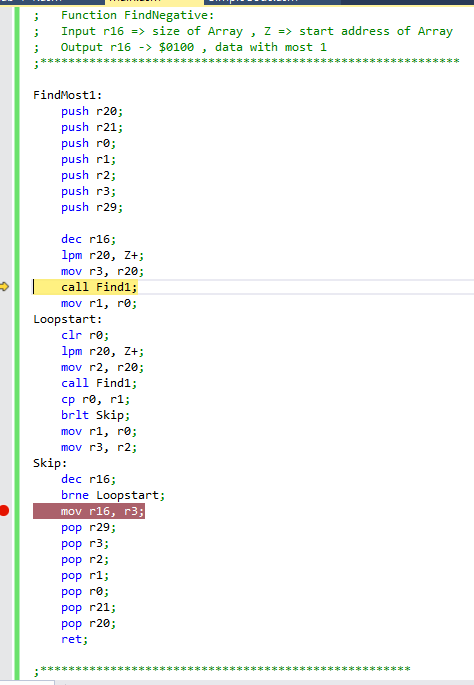 ;   Function FindNegative:
;   Input r16 => size of Array , Z => start address of Array
;   Output r16 -> $0100 , data with most 1
;************************************************************
FindMost1:
push r20;
push r21;
push r0;
push r1;
push r2;
push r3;
push r29;
dec r16;
lpm r20, Z+;
mov r3, r20;
call Find1;
mov r1, r0;
Loopstart:
clr r0;
lpm r20, Z+;
mov r2, r20;
call Find1;
cp r0, r1;
brlt Skip;
mov r1, r0;
mov r3, r2;
Skip:
dec r16;
brne Loopstart;
mov r16, r3;
pop r29;
pop r3;
pop r2;
pop r1;
pop r0;
pop r21;
pop r20;
ret;
;*****************************************************